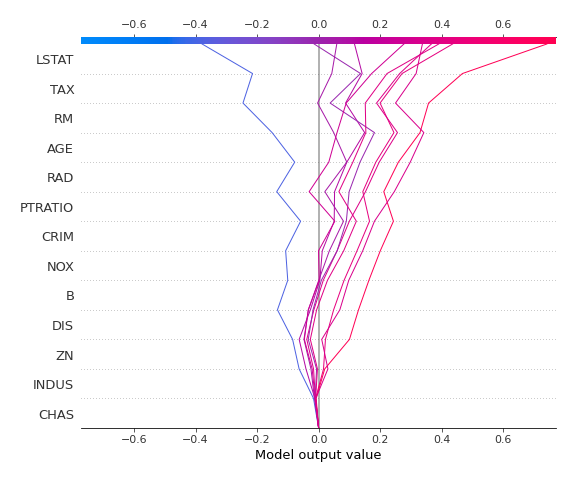 −0.6 −0.4 −0.2 0.0 0.2 0.4 0.6
LSTAT
TAX
RM
AGE
RAD
PTRATIO
CRIM
NOX
B
DIS
ZN
INDUS
CHAS
−0.6 −0.4 −0.2 0.0 0.2 0.4 0.6
Model output value